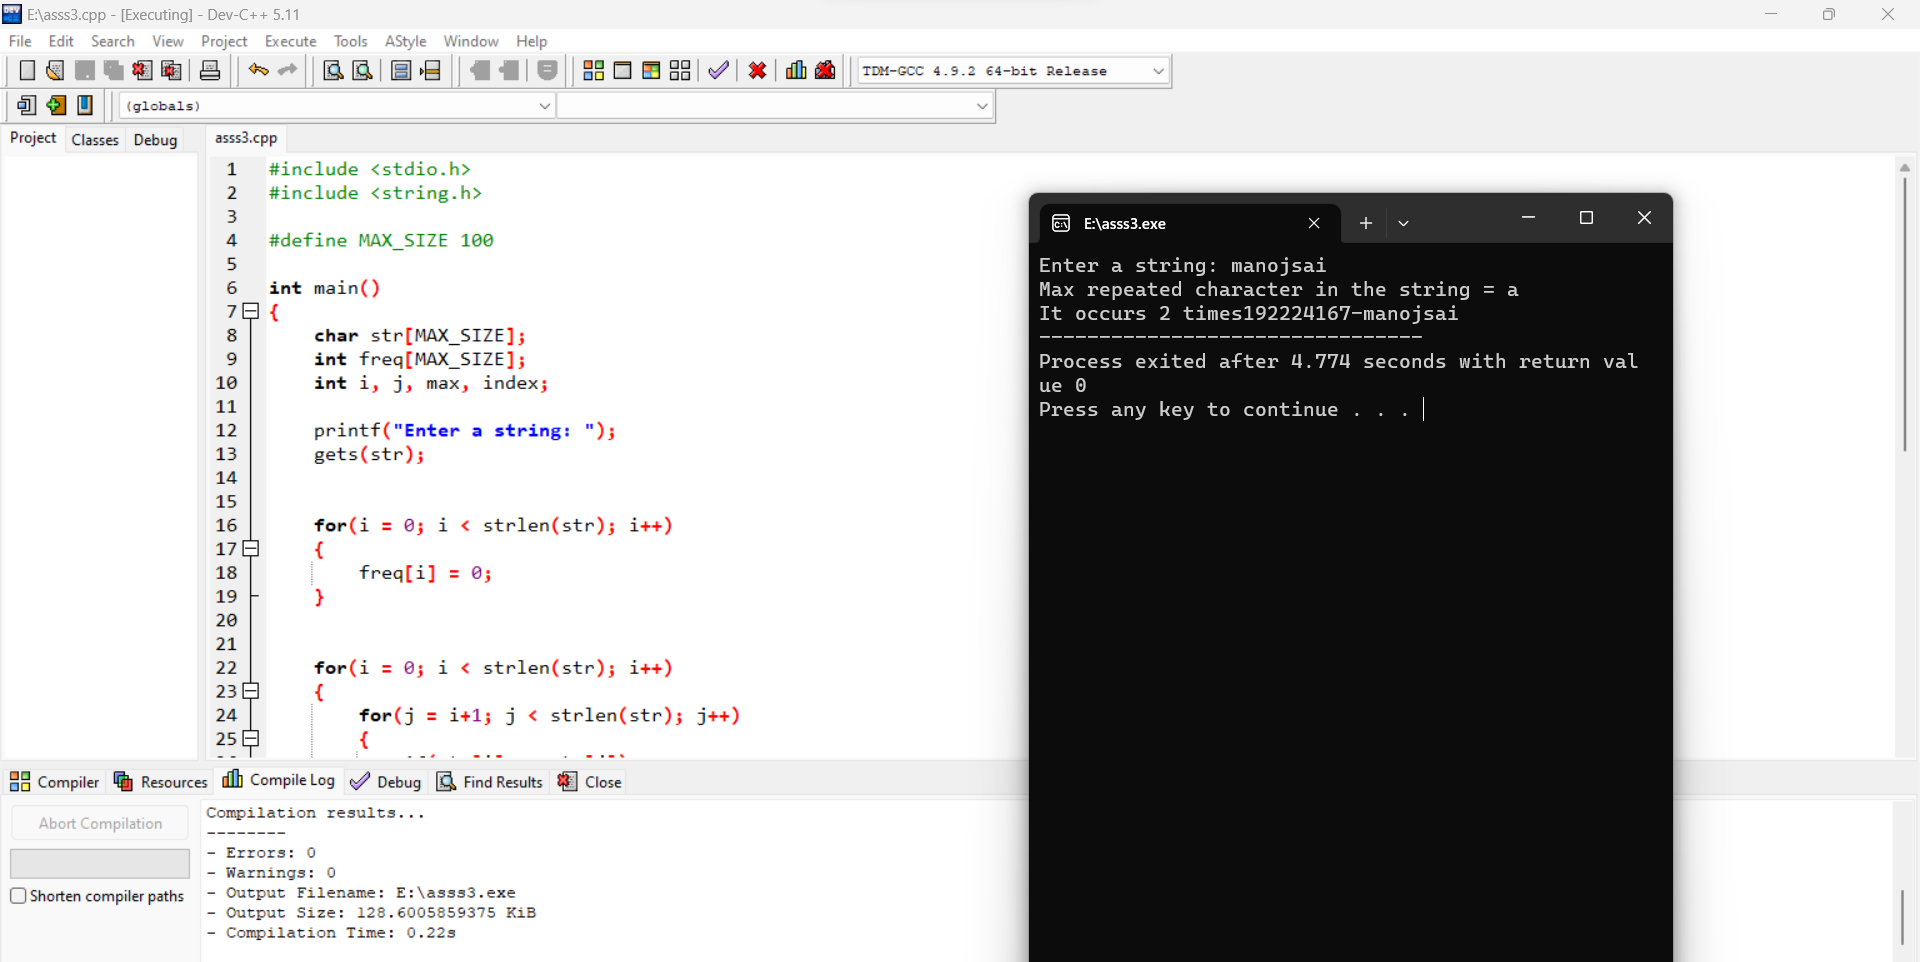 E:\asss3.cpp - [Executing] - Dev-C++ 5.11
File Edit Search View Project Execute Tools AStyle Window Help
TDM-GCC 4.9.2 64-bit Release
(globals)
Project Classes Debug
asss3.cpp
1 #include <stdio.h>
2 #include <string.h>
3
4 #define MAX_SIZE 100
5
6 int main()
7 {
8 char str[MAX_SIZE];
9 int freq[MAX_SIZE];
10 int i, j, max, index;
11
12 printf("Enter a string: ");
13 gets(str);
14
15
16 for(i = 0; i < strlen(str); i++)
17 {
18 freq[i] = 0;
19 }
20
21
22 for(i = 0; i < strlen(str); i++)
23 {
24 for(j = i+1; j < strlen(str); j++)
25 {
E:\asss3.exe
Enter a string: manojsai
Max repeated character in the string = a
It occurs 2 times192224167-manojsai
--------------------------------
Process exited after 4.774 seconds with return val
ue 0
Press any key to continue . . .
Compiler Resources Compile Log Debug Find Results Close
Abort Compilation
Shorten compiler paths
Compilation results...
--------
- Errors: 0
- Warnings: 0
- Output Filename: E:\asss3.exe
- Output Size: 128.6005859375 KiB
- Compilation Time: 0.22s